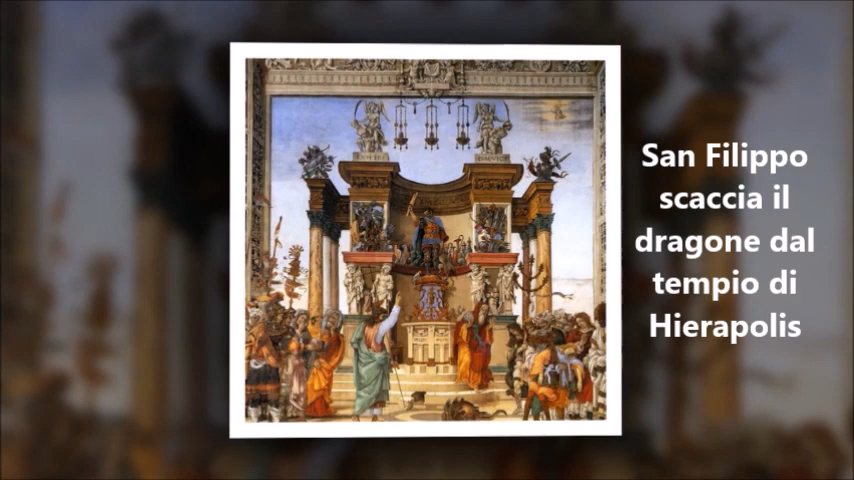 San Filippo
scaccia il
dragone dal
tempio di
Hierapolis